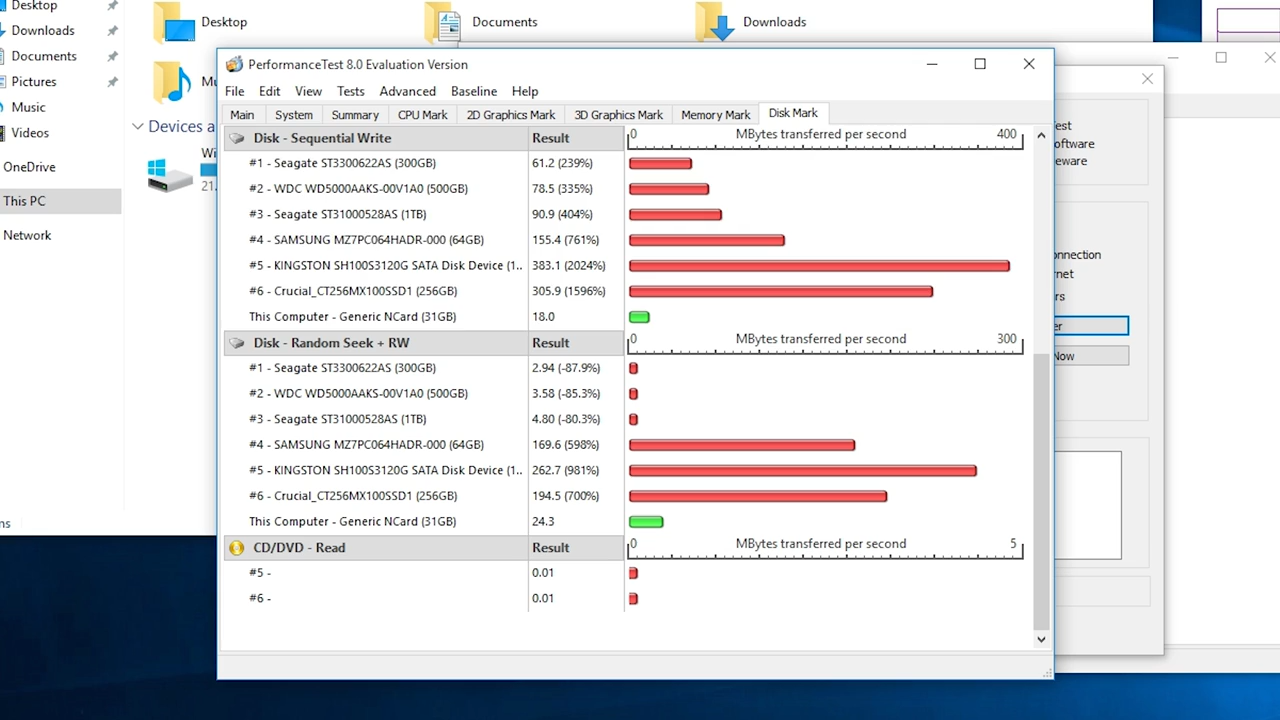 Desktop
Desktop
Documents
Downloads
Downloads
Documents
Pictures
Music
Videos
OneDrive
This PC
Network
Devices a
21.
PerformanceTest 8.0 Evaluation Version
File Edit View Tests Advanced Baseline Help
Main System Summary CPU Mark 2D Graphics Mark 3D Graphics Mark Memory Mark Disk Mark
Disk - Sequential Write Result 0 MBytes transferred per second 400
#1 - Seagate ST3300622AS (300GB) 61.2 (239%)
#2 - WDC WD5000AAKS-00V1A0 (500GB) 78.5 (335%)
#3 - Seagate ST31000528AS (1TB) 90.9 (404%)
#4 - SAMSUNG MZ7PC064HADR-000 (64GB) 155.4 (761%)
#5 - KINGSTON SH100S3120G SATA Disk Device (1... 383.1 (2024%)
#6 - Crucial_CT256MX100SSD1 (256GB) 305.9 (1596%)
This Computer - Generic NCard (31GB) 18.0
Disk - Random Seek + RW Result 0 MBytes transferred per second 300
#1 - Seagate ST3300622AS (300GB) 2.94 (-87.9%)
#2 - WDC WD5000AAKS-00V1A0 (500GB) 3.58 (-85.3%)
#3 - Seagate ST31000528AS (1TB) 4.80 (-80.3%)
#4 - SAMSUNG MZ7PC064HADR-000 (64GB) 169.6 (598%)
#5 - KINGSTON SH100S3120G SATA Disk Device (1... 262.7 (981%)
#6 - Crucial_CT256MX100SSD1 (256GB) 194.5 (700%)
This Computer - Generic NCard (31GB) 24.3
CD/DVD - Read Result 0 MBytes transferred per second 5
#5 - 0.01
#6 - 0.01
Now